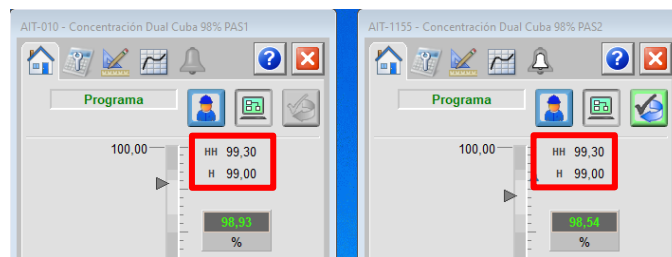 AIT-010 - Concentración Dual Cuba 98% PAS1
Programa
100,00
HH 99,30
H 99,00
98,93
%
AIT-1155 - Concentración Dual Cuba 98% PAS2
Programa
100,00
HH 99,30
H 99,00
98,54
%